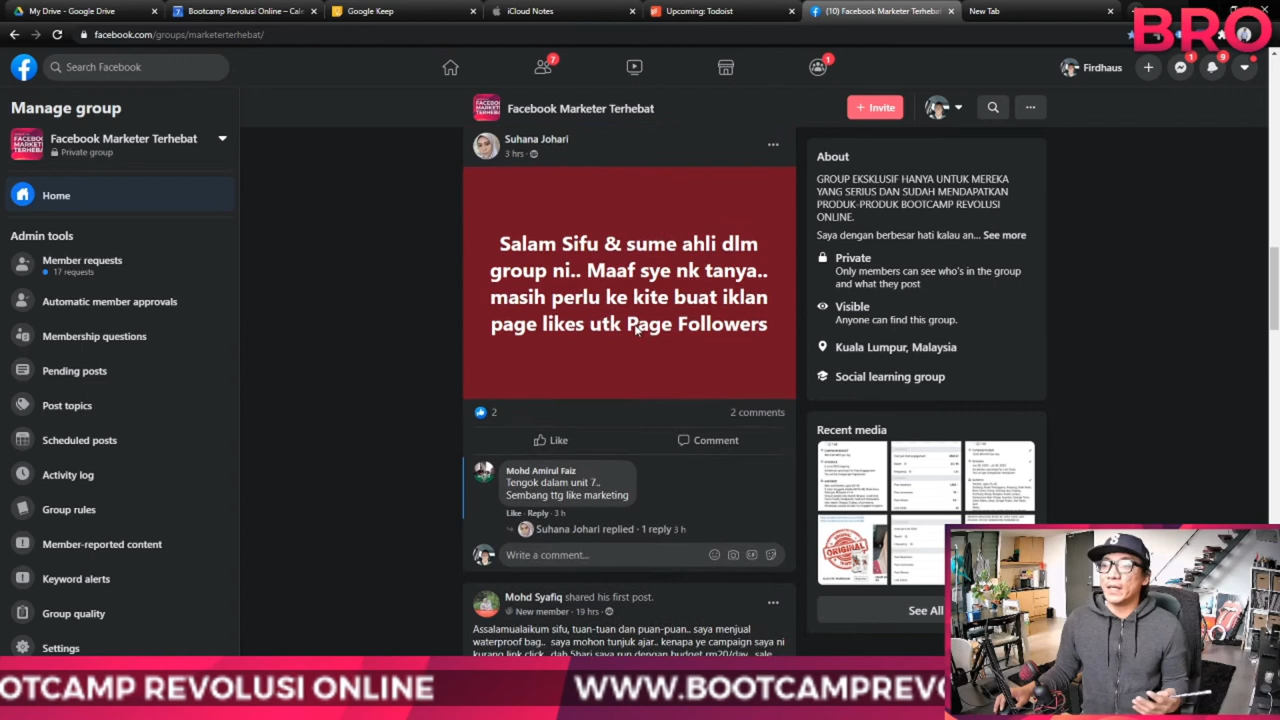 My Drive - Google Drive
Bootcamp Revolusi Online – Cale
Google Keep
iCloud Notes
Upcoming: Todoist
(10) Facebook Marketer Terhebat
New Tab
facebook.com/groups/marketerterhebat/
BRO
Search Facebook
7
1
Firdhaus
1
9
Manage group
Facebook Marketer Terhebat
Private group
Home
Admin tools
Member requests
17 requests
Automatic member approvals
Membership questions
Pending posts
Post topics
Scheduled posts
Activity log
Group rules
Member-reported content
Keyword alerts
Group quality
Settings
Facebook Marketer Terhebat
+ Invite
Suhana Johari
3 hrs ·
Salam Sifu & sume ahli dlm
group ni.. Maaf sye nk tanya..
masih perlu ke kite buat iklan
page likes utk Page Followers
2
2 comments
Like
Comment
Mohd Amirul Faiz
Tengok dalam unit 7..
Sembang ttg like marketing
Like · Reply · 3 h
Suhana Johari replied · 1 reply 3 h
Write a comment...
Mohd Syafiq shared his first post.
New member · 19 hrs ·
Assalamualaikum sifu, tuan-tuan dan puan-puan.. saya menjual
waterproof bag.. saya mohon tunjuk ajar.. kenapa ye campaign saya ni
kurang link click.. dah 5hari saya run dengan budget rm20/day.. sale
About
GROUP EKSKLUSIF HANYA UNTUK MEREKA
YANG SERIUS DAN SUDAH MENDAPATKAN
PRODUK-PRODUK BOOTCAMP REVOLUSI
ONLINE.
Saya dengan berbesar hati kalau an... See more
Private
Only members can see who's in the group
and what they post
Visible
Anyone can find this group.
Kuala Lumpur, Malaysia
Social learning group
Recent media
ORIGINAL
See All
OTCAMP REVOLUSI ONLINE
WWW.BOOTCAMPREVO